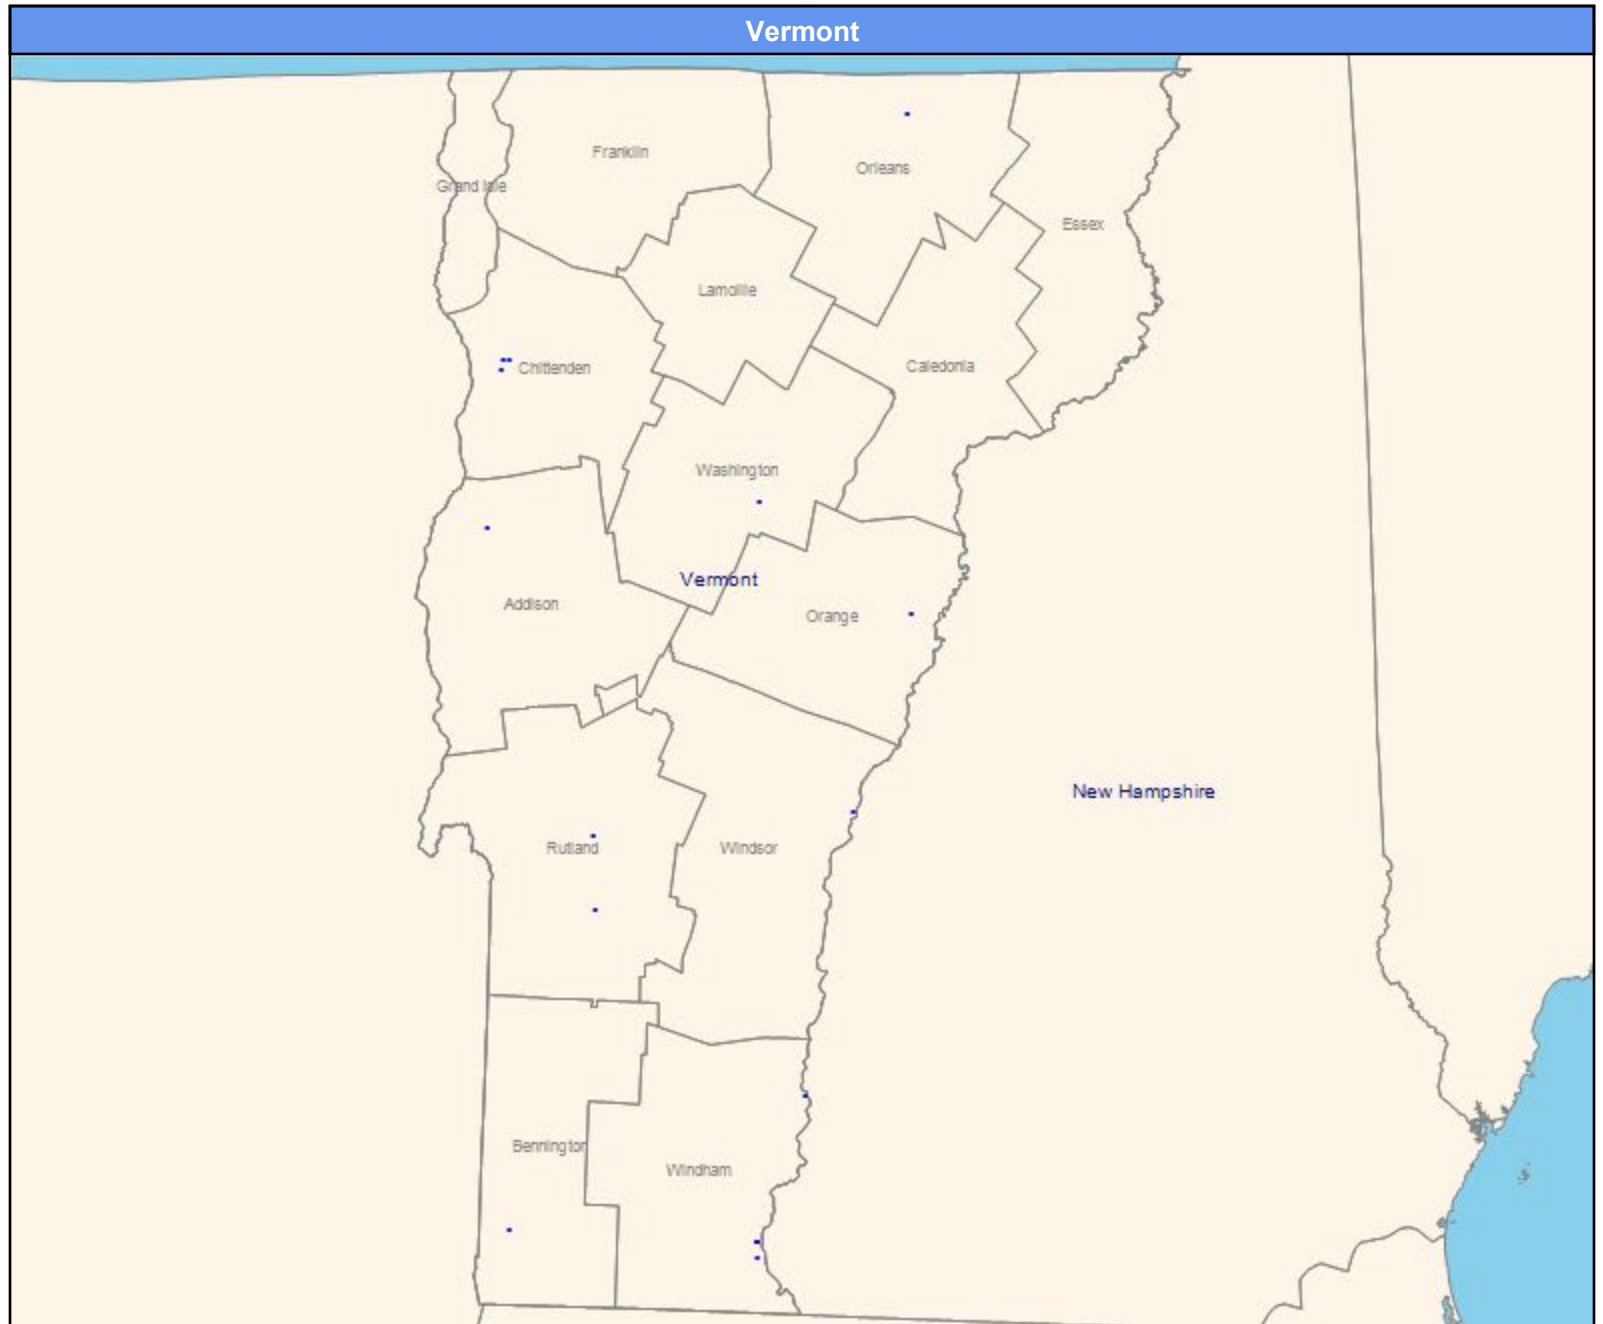 Vermont
Franklin
Orleans
Grand Isle
Essex
Lamoille
Chittenden
Caledonia
Washington
Vermont
Addison
Orange
New Hampshire
Rutland
Windsor
Bennington
Windham